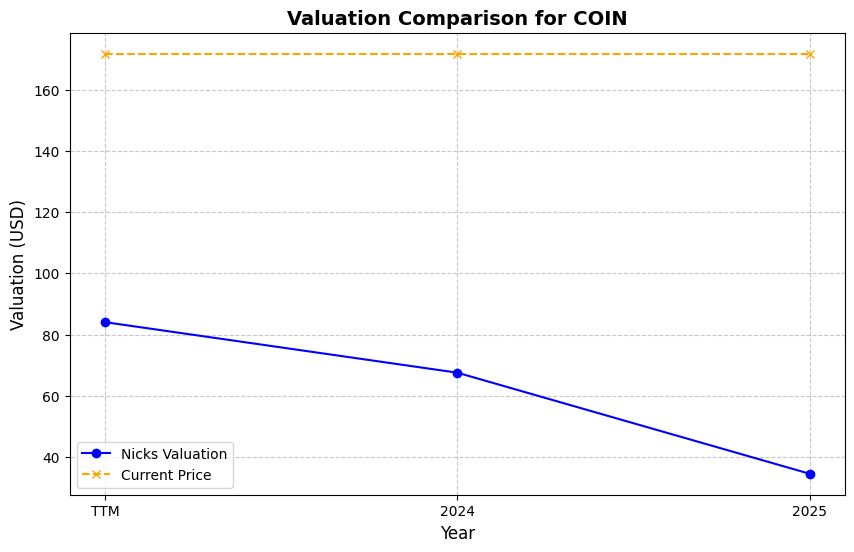 Valuation Comparison for COIN
Valuation (USD)
160
140
120
100
80
60
40
Nicks Valuation
Current Price
TTM 2024 2025
Year